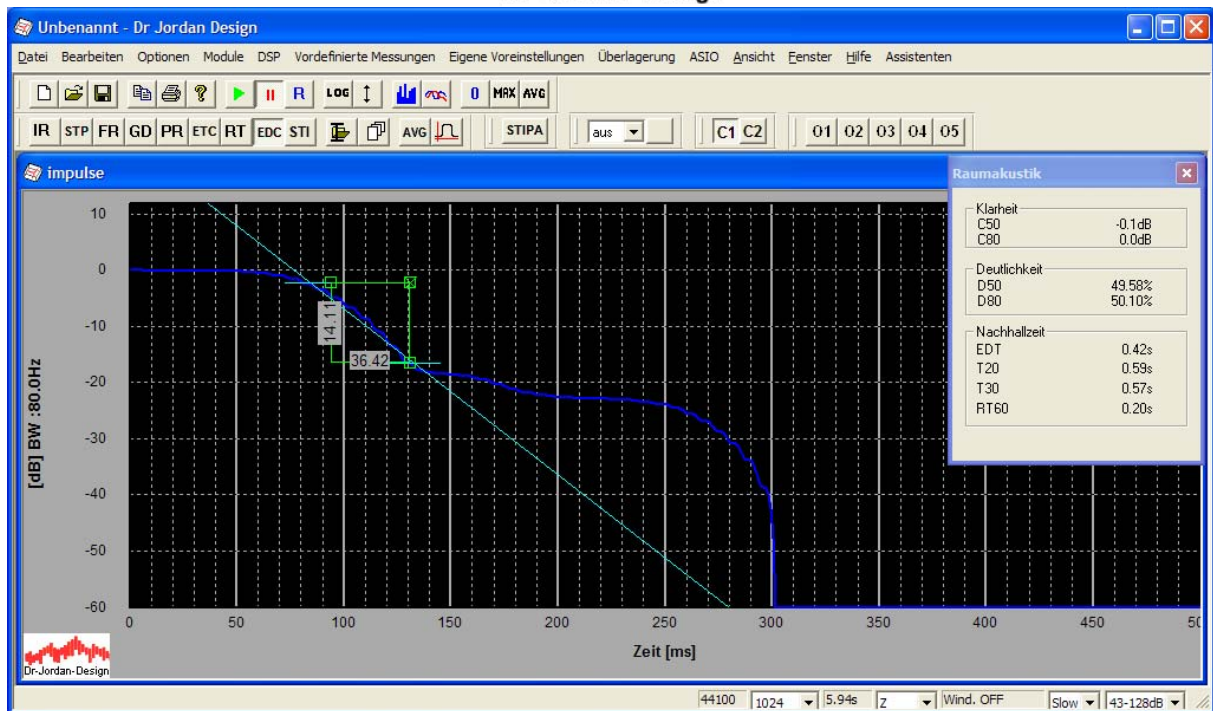 Unbenannt - Dr Jordan Design
Datei Bearbeiten Optionen Module DSP Vordefinierte Messungen Eigene Voreinstellungen Überlagerung ASIO Ansicht Fenster Hilfe Assistenten
R LOG 0 MAX AVG
IR STP FR GD PR ETC RT EDC STI AVG STIPA aus C1 C2 01 02 03 04 05
impulse
Raumakustik
Klarheit
C50 -0.1dB
C80 0.0dB
Deutlichkeit
D50 49.58%
D80 50.10%
Nachhallzeit
EDT 0.42s
T20 0.59s
T30 0.57s
RT60 0.20s
[dB] BW :80.0Hz
10
0
-10
-20
-30
-40
-50
-60
14.11
36.42
0 50 100 150 200 250 300 350 400 450 50
Zeit [ms]
Dr-Jordan-Design
44100 1024 5.94s Z Wind. OFF Slow 43-128dB